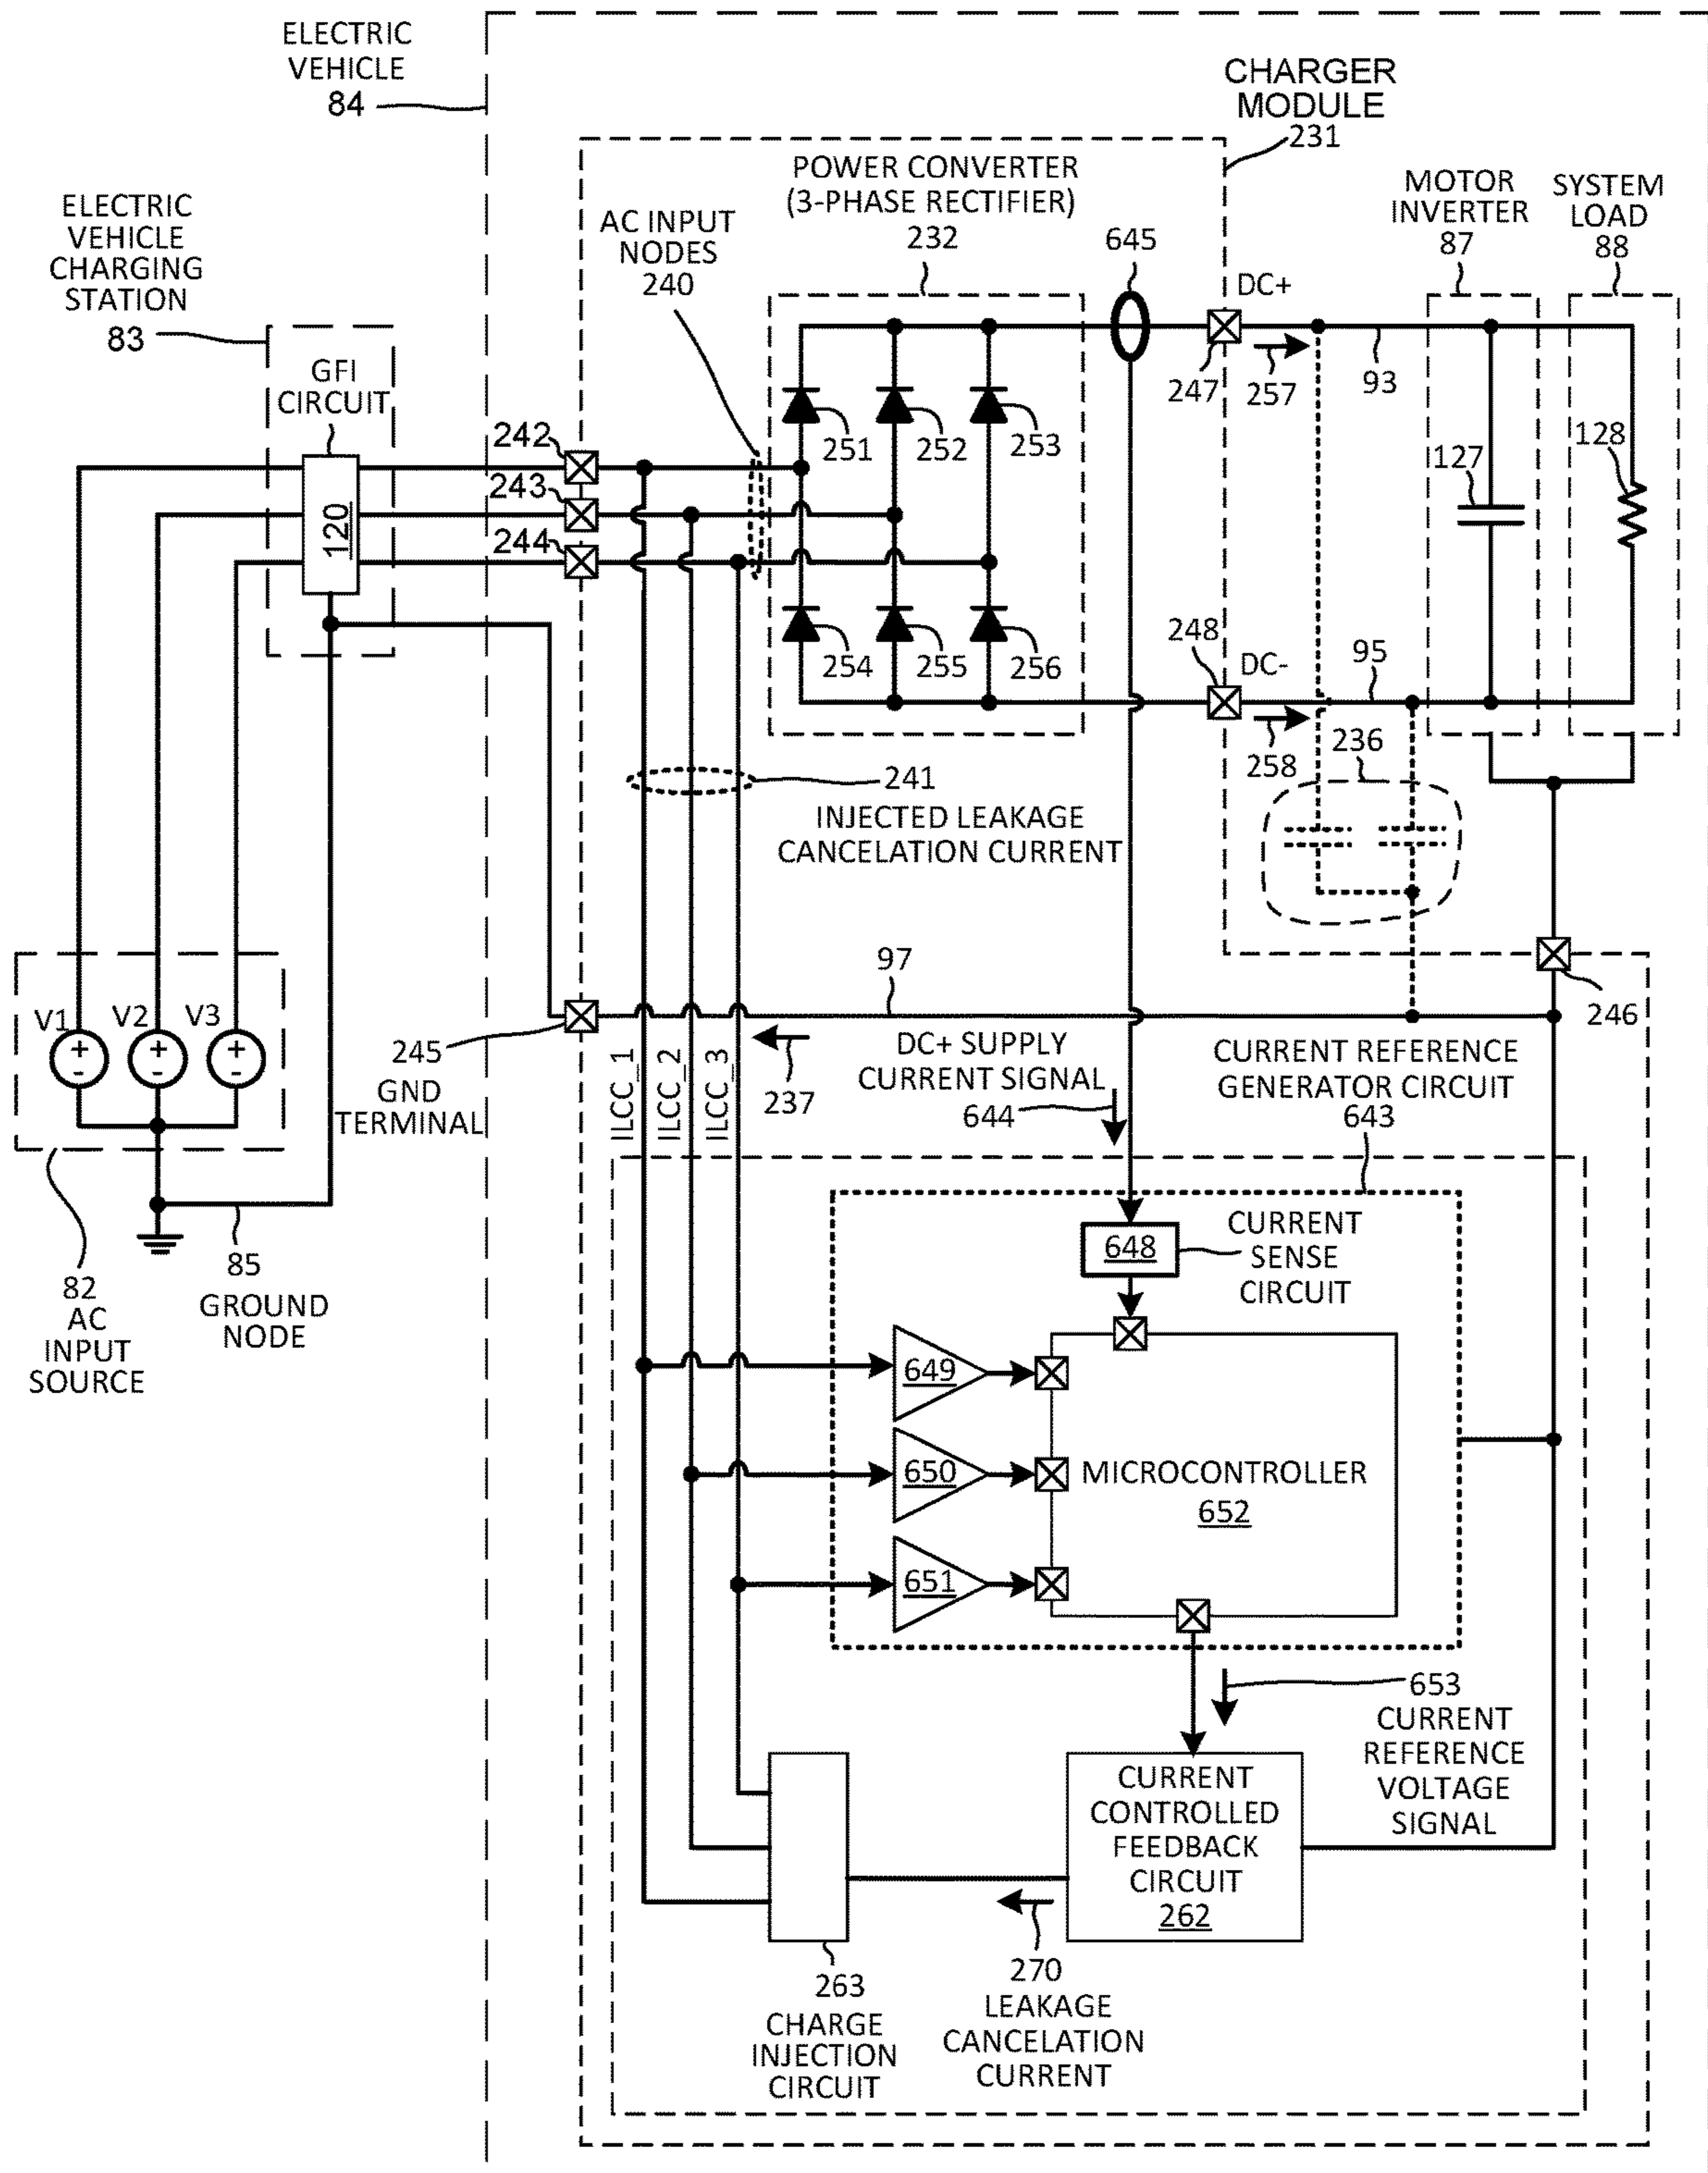 ELECTRIC
VEHICLE
84
CHARGER
MODULE
231
POWER CONVERTER
(3-PHASE RECTIFIER)
232
AC INPUT
NODES
240
645
MOTOR
INVERTER
87
SYSTEM
LOAD
88
ELECTRIC
VEHICLE
CHARGING
STATION
83
GFI
CIRCUIT
120
DC+
247
257
93
242
243
244
251
252
253
254
255
256
127
128
248
DC-
95
258
236
241
INJECTED LEAKAGE
CANCELATION CURRENT
97
246
V1
V2
V3
+
-
+
-
+
-
245
GND
TERMINAL
ILCC_1
ILCC_2
ILCC_3
237
DC+ SUPPLY
CURRENT SIGNAL
644
CURRENT REFERENCE
GENERATOR CIRCUIT
643
82
AC
INPUT
SOURCE
85
GROUND
NODE
648
CURRENT
SENSE
CIRCUIT
649
650
651
MICROCONTROLLER
652
653
CURRENT
REFERENCE
VOLTAGE
SIGNAL
CURRENT
CONTROLLED
FEEDBACK
CIRCUIT
262
263
CHARGE
INJECTION
CIRCUIT
270
LEAKAGE
CANCELATION
CURRENT